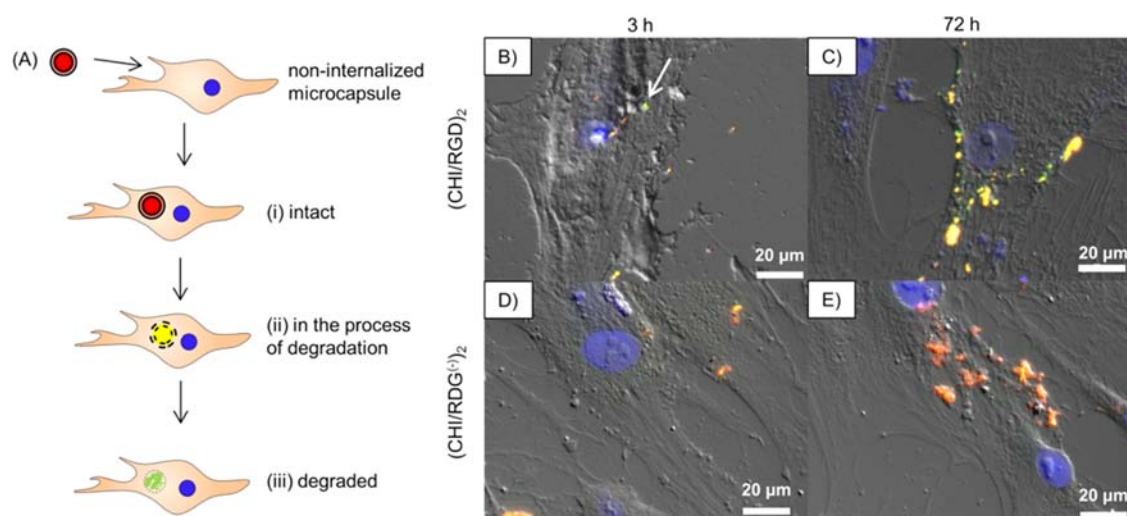 (A)
non-internalized
microcapsule
(i) intact
(ii) in the process
of degradation
(iii) degraded
3 h
72 h
(CHI/RGD)₂
B)
20 µm
C)
20 µm
(CHI/RDG⁽⁻⁾)₂
D)
20 µm
E)
20 µm